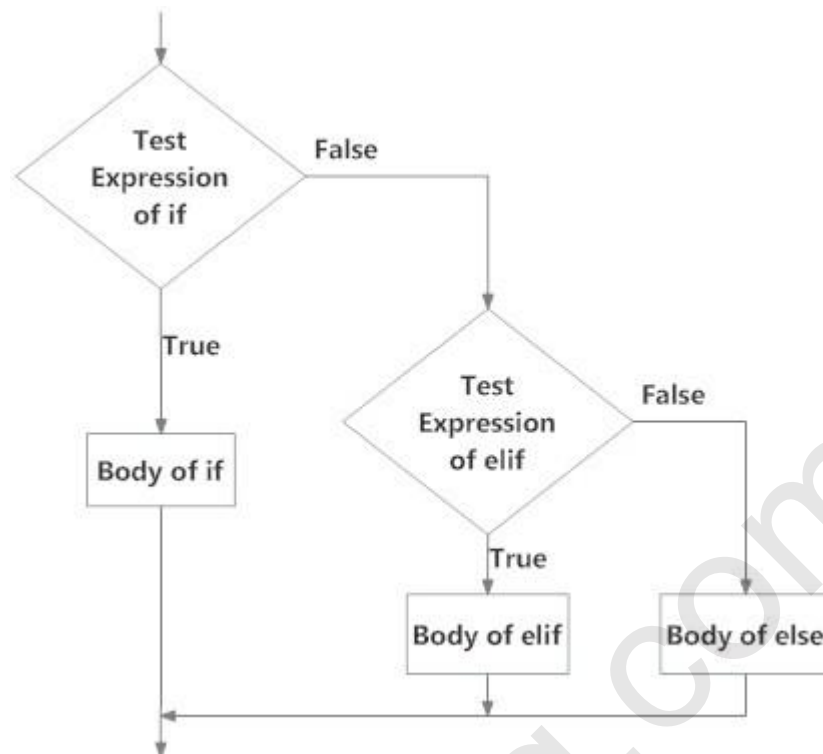 Test
Expression
of if
False
True
Body of if
Test
Expression
of elif
False
True
Body of elif
Body of else
.com